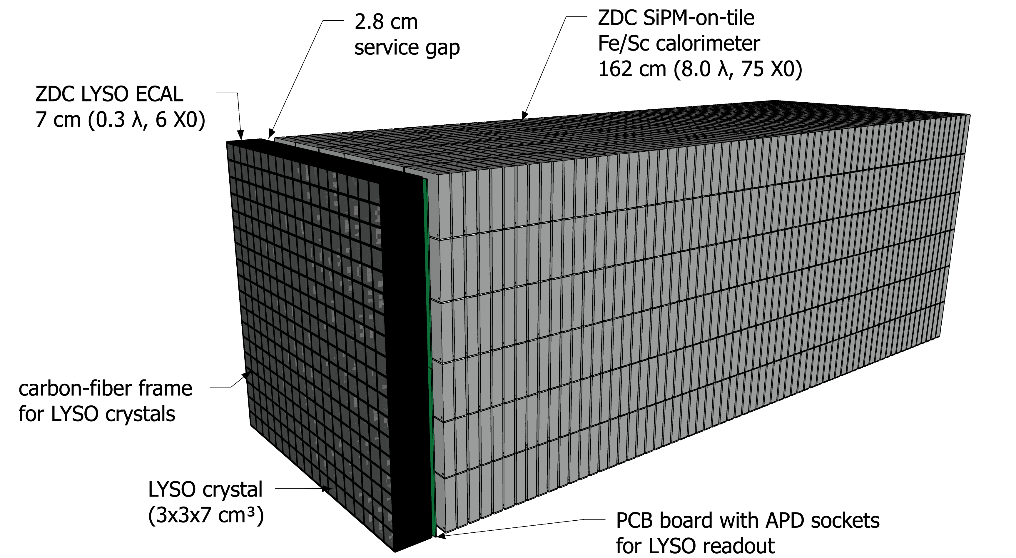 2.8 cm
service gap
ZDC SiPM-on-tile
Fe/Sc calorimeter
162 cm (8.0 λ, 75 X0)
ZDC LYSO ECAL
7 cm (0.3 λ, 6 X0)
carbon-fiber frame
for LYSO crystals
LYSO crystal
(3x3x7 cm³)
PCB board with APD sockets
for LYSO readout